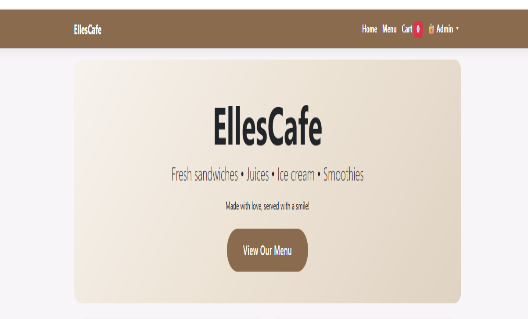 EllesCafe
Home Menu Cart 0 Admin
EllesCafe
Fresh sandwiches • Juices • Ice cream • Smoothies
Made with love, served with a smile!
View Our Menu